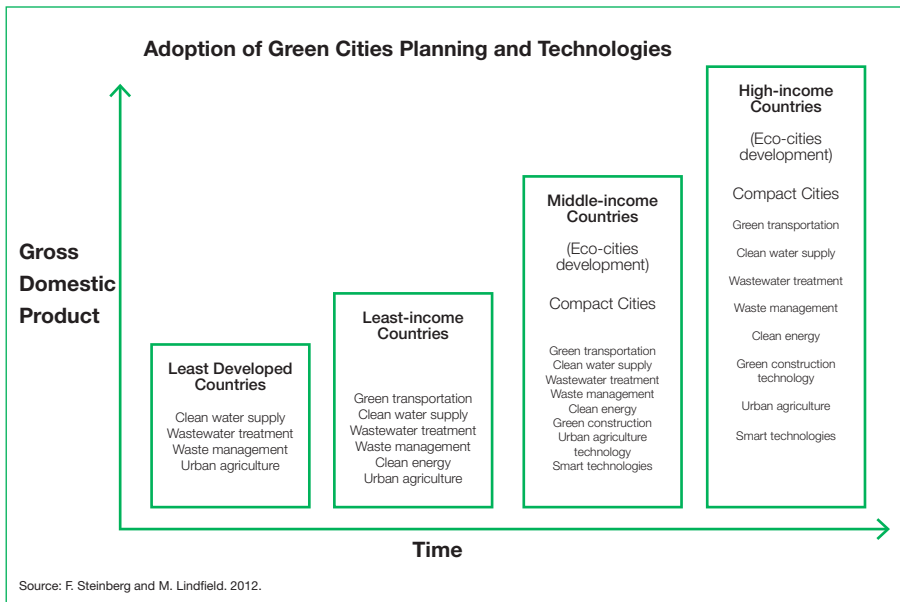 Adoption of Green Cities Planning and Technologies
Gross
Domestic
Product
Least Developed
Countries
Clean water supply
Wastewater treatment
Waste management
Urban agriculture
Least-income
Countries
Green transportation
Clean water supply
Wastewater treatment
Waste management
Clean energy
Urban agriculture
Middle-income
Countries
(Eco-cities
development)
Compact Cities
Green transportation
Clean water supply
Wastewater treatment
Waste management
Clean energy
Green construction
Urban agriculture
technology
Smart technologies
High-income
Countries
(Eco-cities
development)
Compact Cities
Green transportation
Clean water supply
Wastewater treatment
Waste management
Clean energy
Green construction
technology
Urban agriculture
Smart technologies
Time
Source: F. Steinberg and M. Lindfield. 2012.